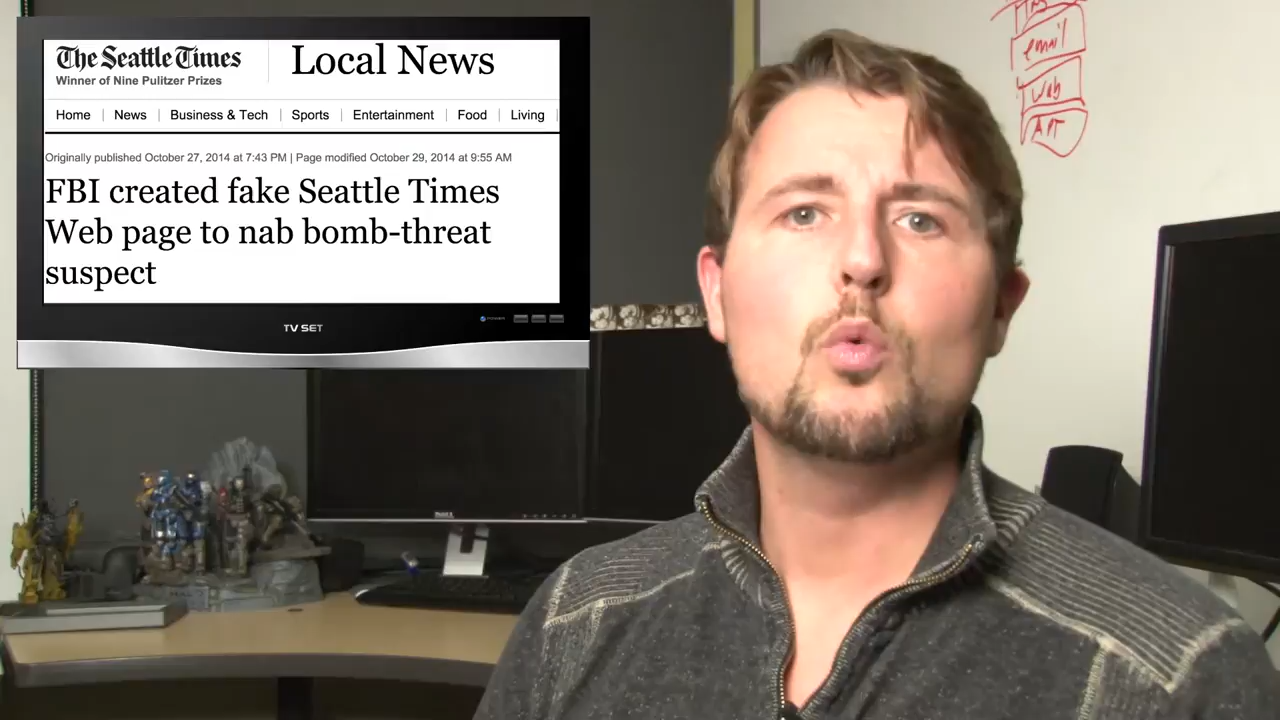 The Seattle Times
Winner of Nine Pulitzer Prizes
Local News
Home | News | Business & Tech | Sports | Entertainment | Food | Living |
Originally published October 27, 2014 at 7:43 PM | Page modified October 29, 2014 at 9:55 AM
FBI created fake Seattle Times
Web page to nab bomb-threat
suspect
TV SET
email
Web
APT